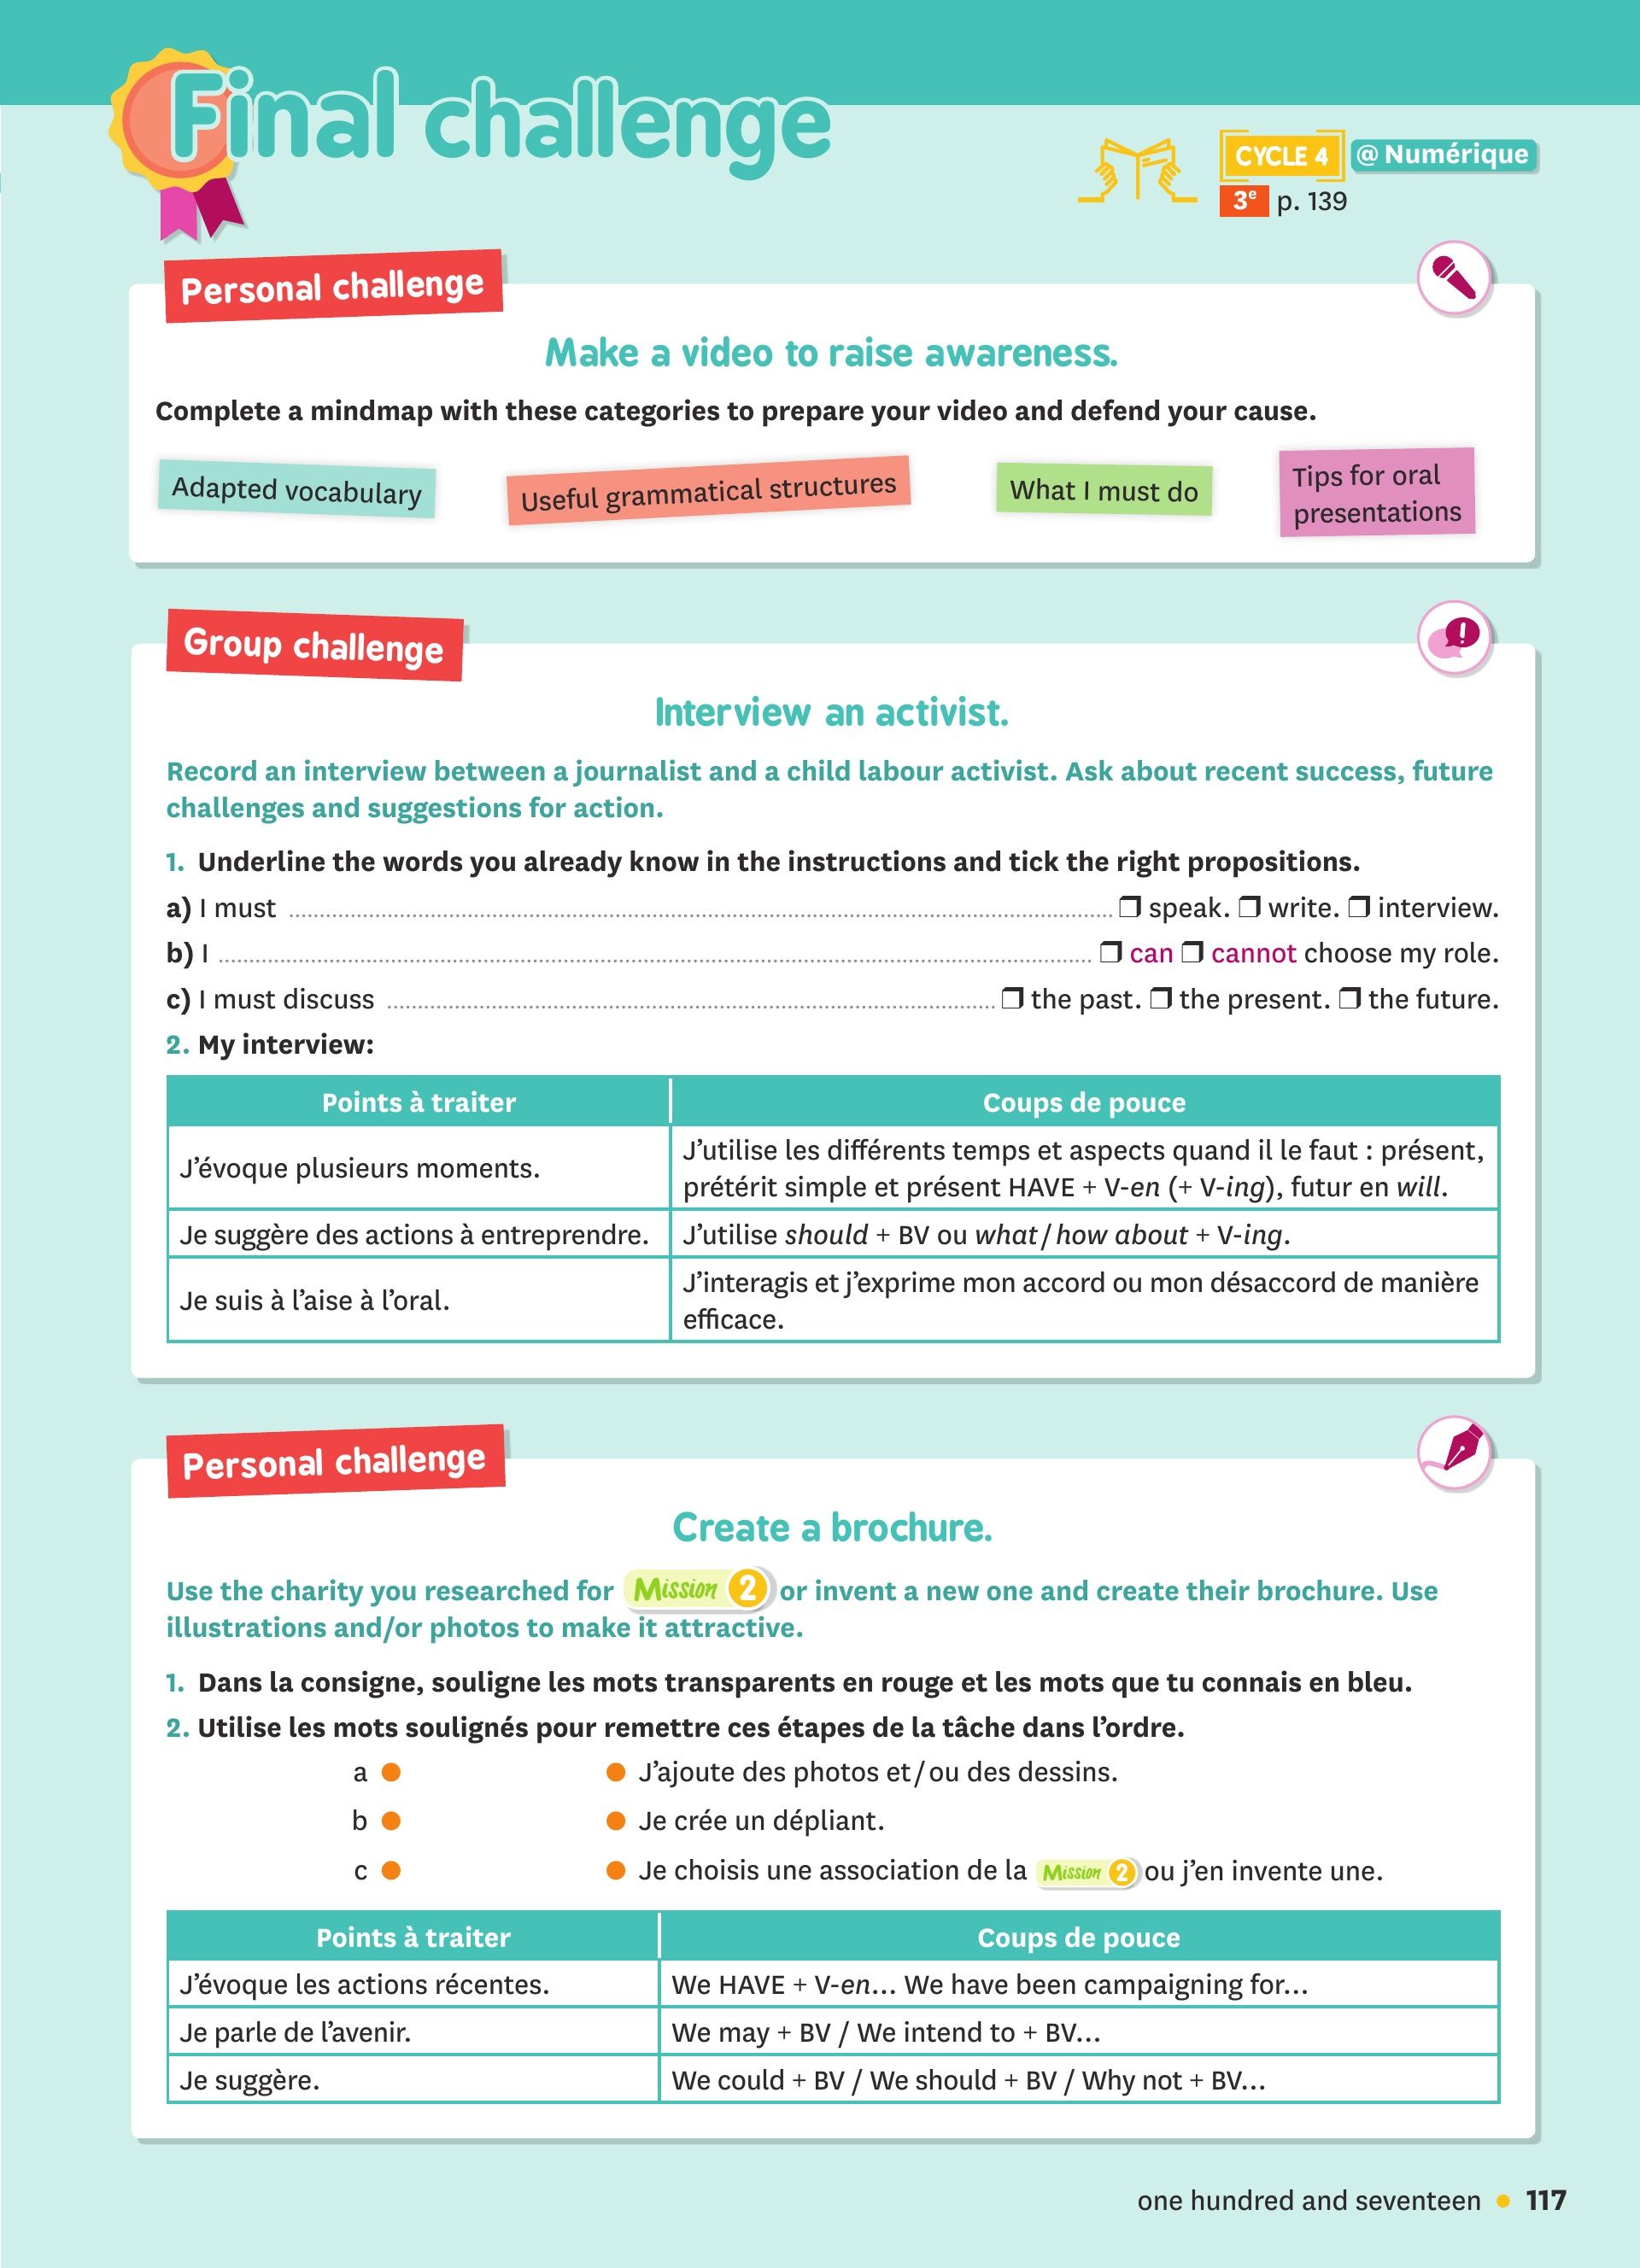 Final challenge
CYCLE 4 @ Numérique
3e p. 139
Personal challenge
Make a video to raise awareness.
Complete a mindmap with these categories to prepare your video and defend your cause.
Adapted vocabulary
Useful grammatical structures
What I must do
Tips for oral
presentations
Group challenge
Interview an activist.
Record an interview between a journalist and a child labour activist. Ask about recent success, future
challenges and suggestions for action.
1. Underline the words you already know in the instructions and tick the right propositions.
a) I must ........ ❒ speak. ❒ write. ❒ interview.
b) I ........ ❒ can ❒ cannot choose my role.
c) I must discuss ........ ❒ the past. ❒ the present. ❒ the future.
2. My interview:
Points à traiter Coups de pouce
J'évoque plusieurs moments.
J'utilise les différents temps et aspects quand il le faut : présent,
prétérit simple et présent HAVE + V-en (+ V-ing), futur en will.
Je suggère des actions à entreprendre. J'utilise should + BV ou what / how about + V-ing.
Je suis à l'aise à l'oral.
J'interagis et j'exprime mon accord ou mon désaccord de manière
efficace.
Personal challenge
Create a brochure.
Use the charity you researched for Mission 2 or invent a new one and create their brochure. Use
illustrations and/or photos to make it attractive.
1. Dans la consigne, souligne les mots transparents en rouge et les mots que tu connais en bleu.
2. Utilise les mots soulignés pour remettre ces étapes de la tâche dans l'ordre.
a ● ● J'ajoute des photos et / ou des dessins.
b ● ● Je crée un dépliant.
c ● ● Je choisis une association de la Mission 2 ou j'en invente une.
Points à traiter Coups de pouce
J'évoque les actions récentes. We HAVE + V-en… We have been campaigning for…
Je parle de l'avenir. We may + BV / We intend to + BV…
Je suggère. We could + BV / We should + BV / Why not + BV…
one hundred and seventeen ● 117